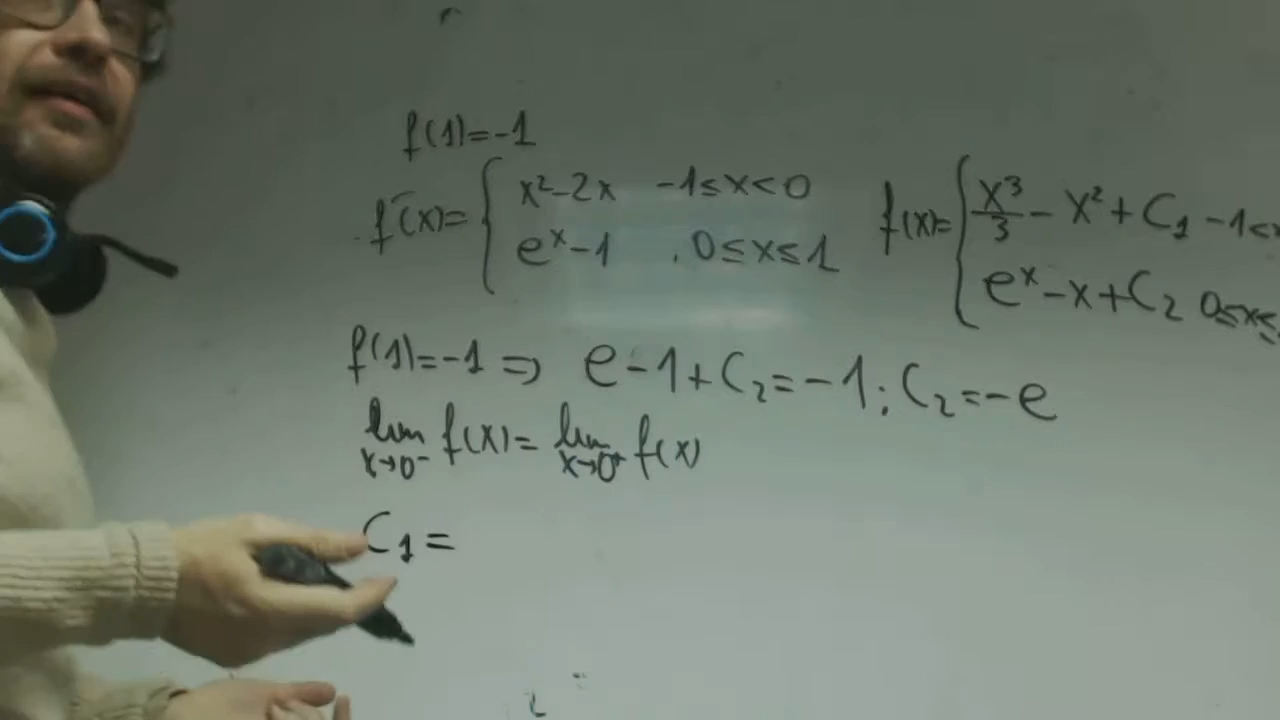 f(1)=-1
f'(x)= { x²-2x -1≤x<0
e^x-1 0≤x≤1
f(x)= { x³/3 - x² + C₁ -1≤x
e^x - x + C₂ 0≤x≤
f(1)=-1 ⇒ e-1+C₂=-1; C₂=-e
lim x→0⁻ f(x)= lim x→0⁺ f(x)
C₁=